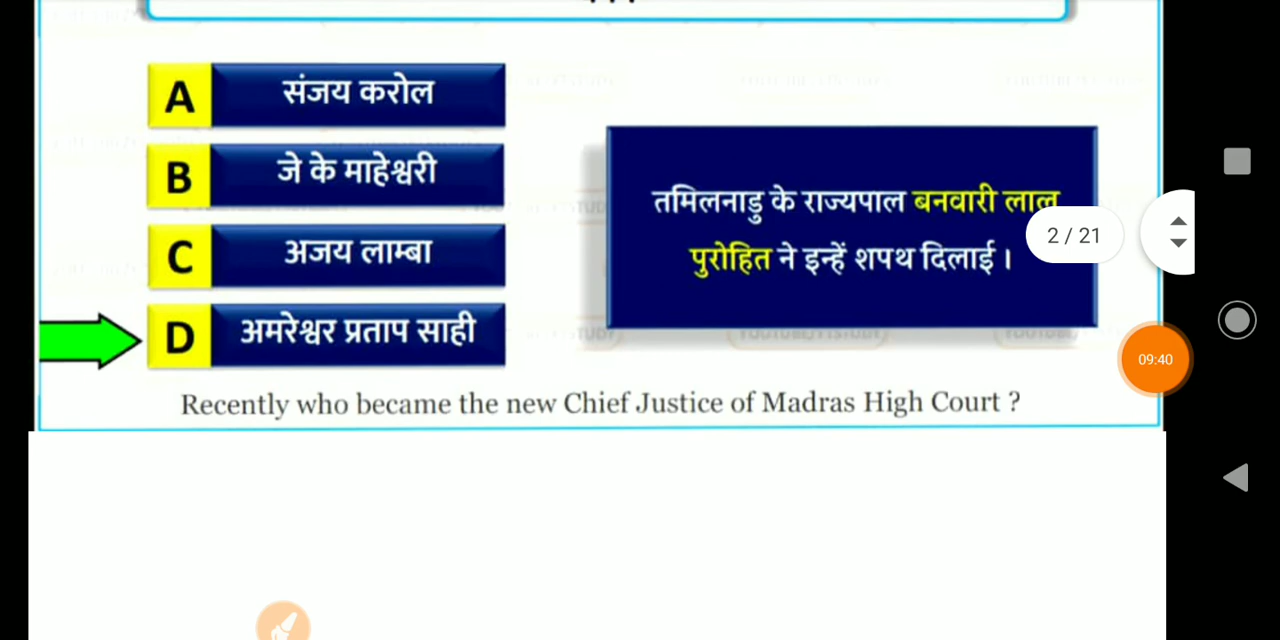 A संजय करोल
B जे के माहेश्वरी
C अजय लाम्बा
D अमरेश्वर प्रताप साही
तमिलनाडु के राज्यपाल बनवारी लाल
पुरोहित ने इन्हें शपथ दिलाई ।
2 / 21
09:40
Recently who became the new Chief Justice of Madras High Court ?